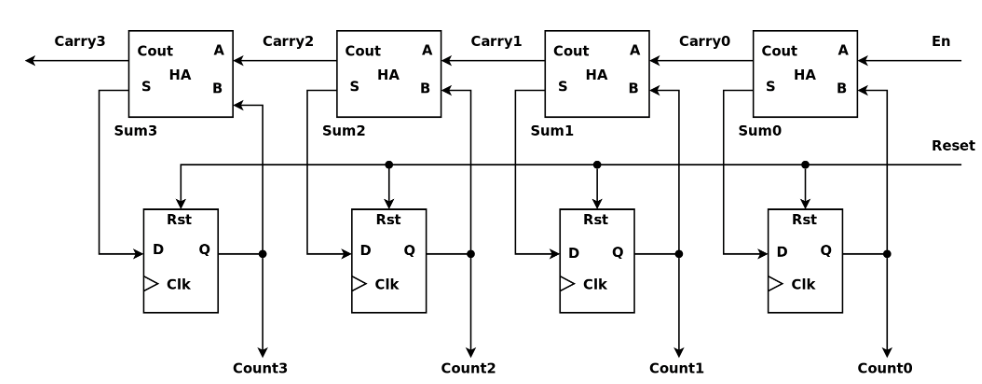 Carry3 Carry2 Carry1 Carry0 En
Cout A Cout A Cout A Cout A
HA HA HA HA
S B S B S B S B
Sum3 Sum2 Sum1 Sum0
Reset
Rst Rst Rst Rst
D Q D Q D Q D Q
Clk Clk Clk Clk
Count3 Count2 Count1 Count0